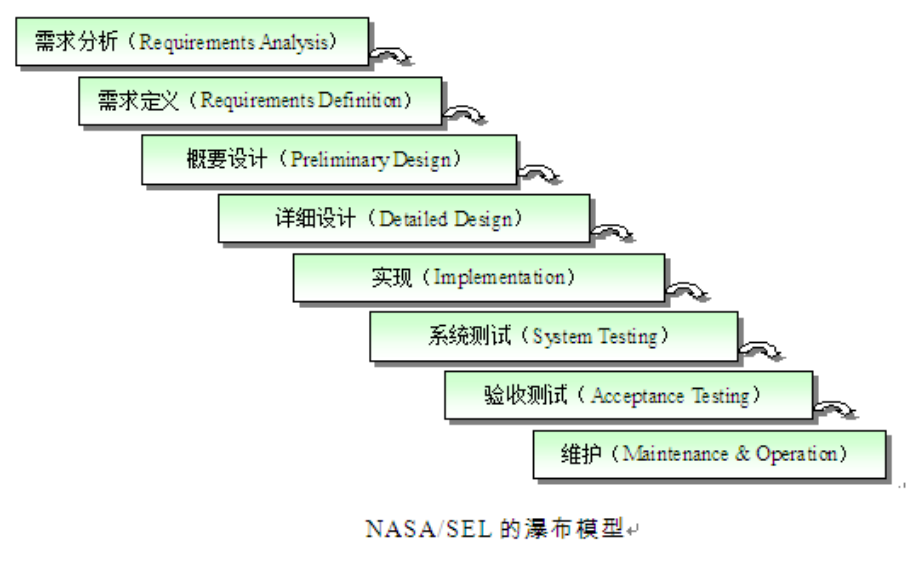 需求分析（Requirements Analysis）
需求定义（Requirements Definition）
概要设计（Preliminary Design）
详细设计（Detailed Design）
实现（Implementation）
系统测试（System Testing）
验收测试（Acceptance Testing）
维护（Maintenance & Operation）
NASA/SEL 的瀑布模型